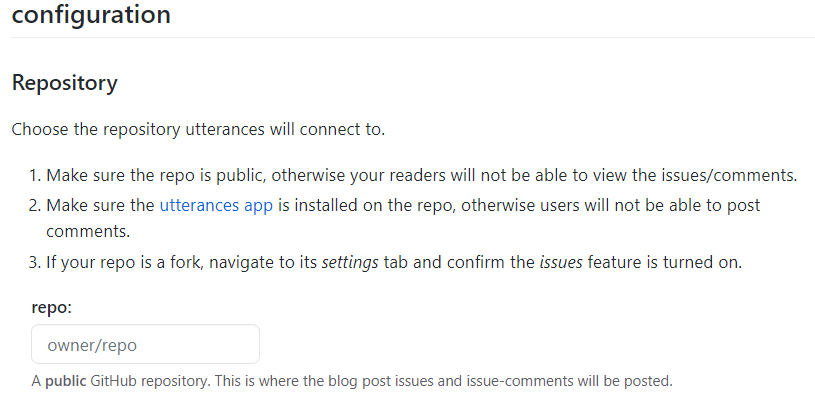 configuration
Repository
Choose the repository utterances will connect to.
1. Make sure the repo is public, otherwise your readers will not be able to view the issues/comments.
2. Make sure the utterances app is installed on the repo, otherwise users will not be able to post
comments.
3. If your repo is a fork, navigate to its settings tab and confirm the issues feature is turned on.
repo:
owner/repo
A public GitHub repository. This is where the blog post issues and issue-comments will be posted.